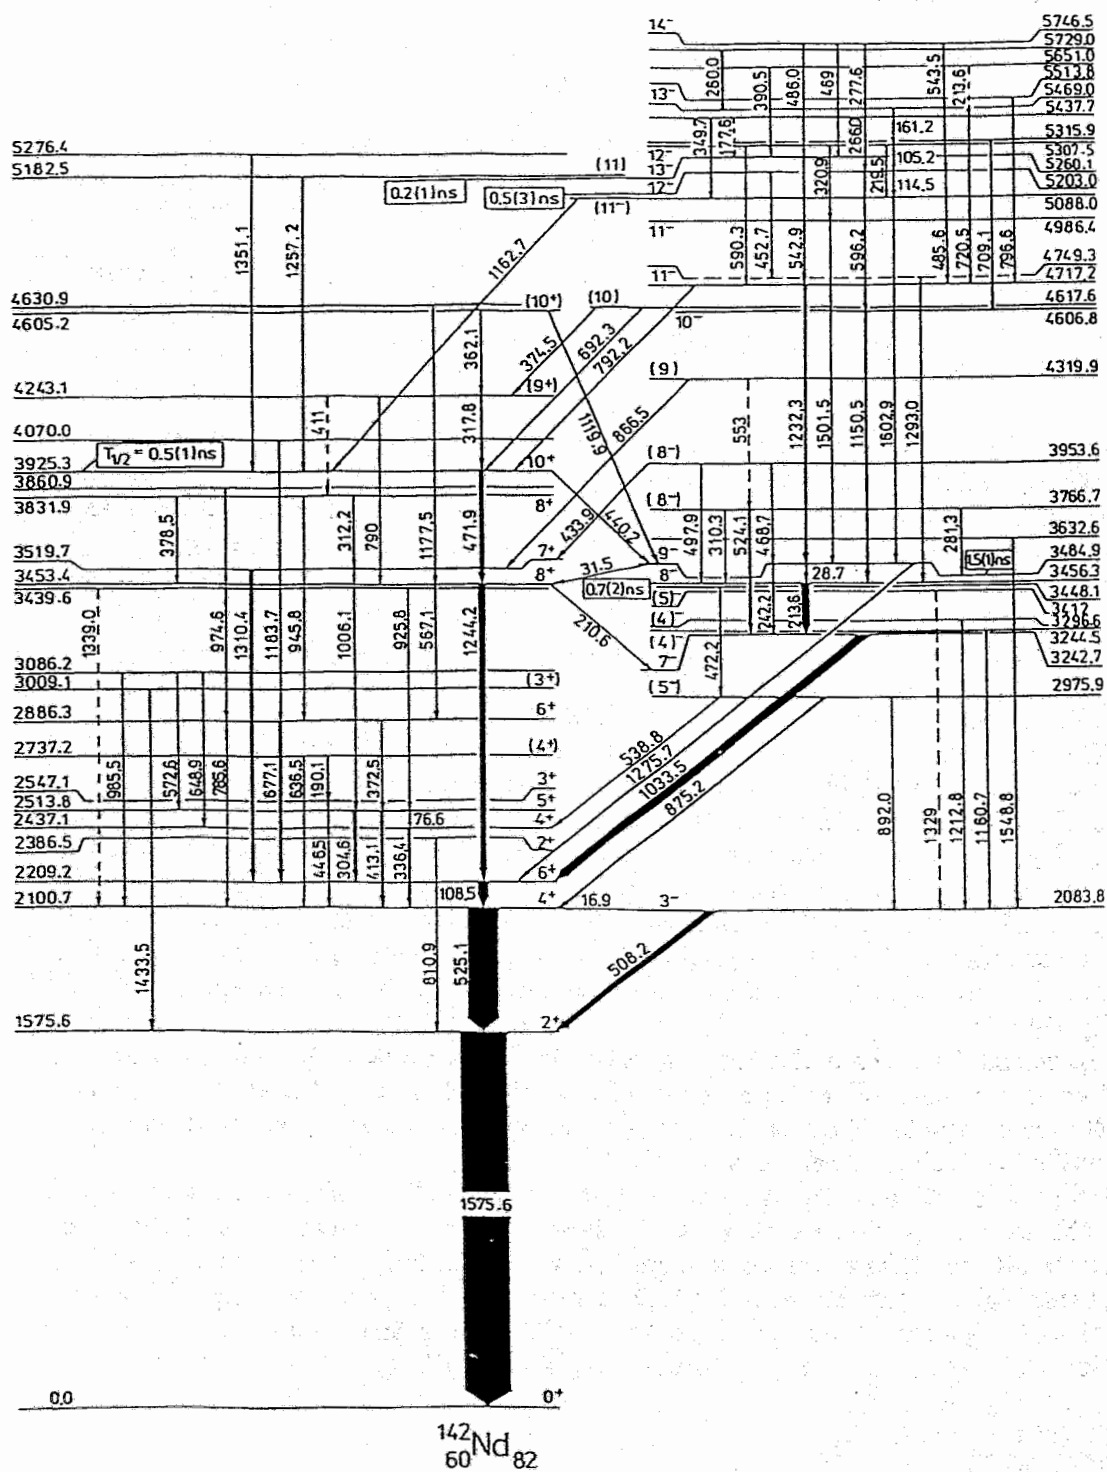 14⁻ 5746.5
5729.0
5651.0
5513.8
13⁻ 5469.0
5437.7
260.0 390.5 486.0 469 277.6 543.5 213.6
349.7 177.6 266.0 161.2 5315.9
5276.4 12⁻ 5307.5
5182.5 (11) 13⁻ 320.9 219.5 105.2 5260.1
0.2(1)ns 0.5(3)ns 12⁻ 114.5 5203.0
(11⁻) 5088.0
11⁻ 4986.4
1351.1 1257.2 1162.7 590.3 452.7 542.9 596.2 485.6 720.5 1709.1 796.6
11⁻ 4749.3
4717.2
4630.9 (10⁺) (10) 4617.6
4605.2 10⁻ 4606.8
362.1 374.5 692.3 792.2
4243.1 (9⁺) (9) 4319.9
411 317.8 1119.9 866.5 553 1232.3 1501.5 1150.5 1602.9 1293.0
4070.0
T1/2 = 0.5(1)ns
3925.3 10⁺ (8⁻) 3953.6
3860.9
3831.9 8⁺ (8⁻) 3766.7
378.5 312.2 790 1177.5 471.9 433.9 440.2 497.9 310.3 524.1 468.7 281.3 3632.6
3519.7 7⁺ 9⁻ 3484.9
3453.4 8⁺ 31.5 8⁻ 28.7 3456.3
3439.6 0.7(2)ns (5) 3448.1
3412
1339.0 974.6 1310.4 1183.7 945.8 1006.1 925.8 567.1 1244.2 210.6 242.2 213.6 (4) 3296.6
(4) 3244.5
3086.2 7⁻ 472.2 3242.7
3009.1 (3⁺) (5⁻) 2975.9
2886.3 6⁺
2737.2 (4⁺) 538.8
985.5 572.6 648.9 785.6 677.1 636.5 190.1 372.5 1275.7
2547.1 3⁺ 1033.5
2513.8 5⁺ 875.2 892.0 1329 1212.8 1160.7 1548.8
2437.1 76.6 4⁺
2386.5 2⁺
446.5 304.6 413.1 336.4
2209.2 6⁺
108.5
2100.7 4⁺ 16.9 3⁻ 2083.8
1433.5 810.9 525.1 508.2
1575.6 2⁺
1575.6
0.0 0⁺
¹⁴²₆₀Nd₈₂